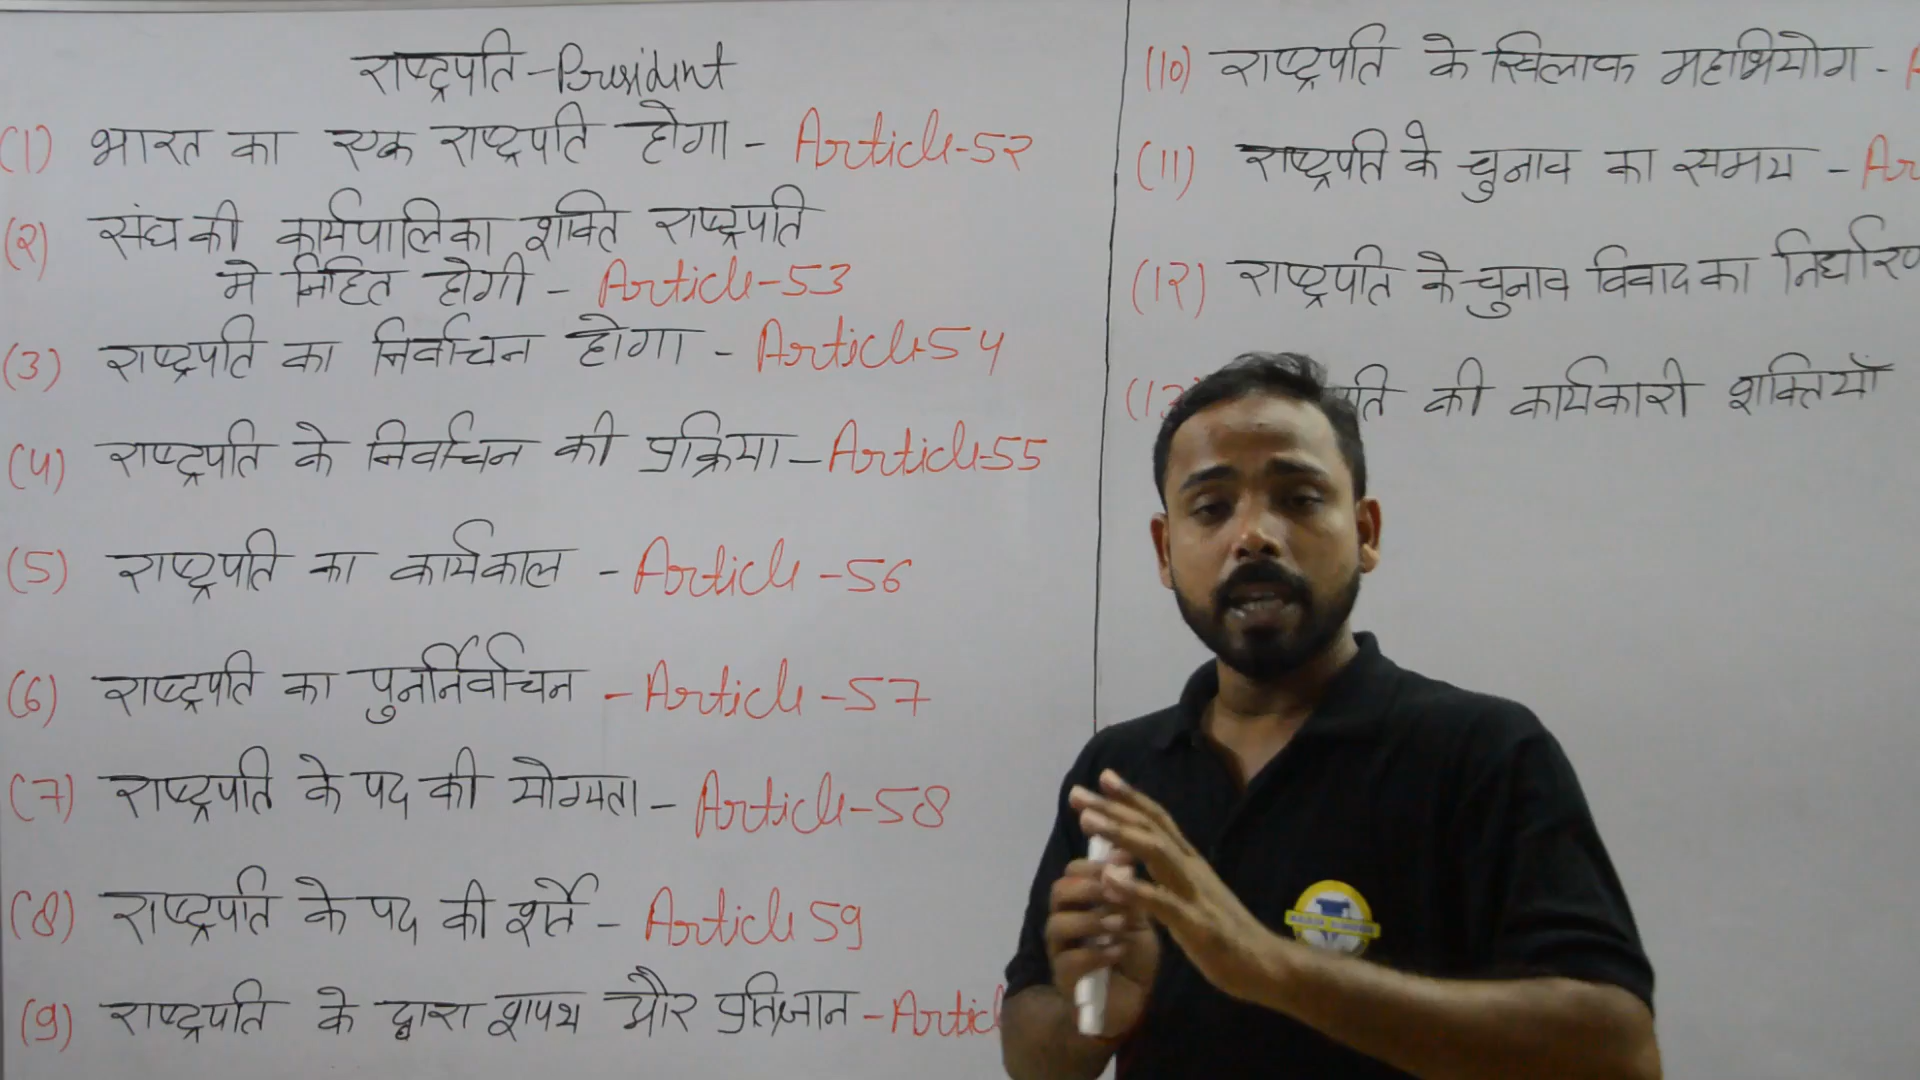 राष्ट्रपति - President
(1) भारत का एक राष्ट्रपति होगा - Article-52
(2) संघ की कार्यपालिका शक्ति राष्ट्रपति
मे निहित होगी - Article-53
(3) राष्ट्रपति का निर्वाचन होगा - Article-54
(4) राष्ट्रपति के निर्वाचन की प्रक्रिया - Article-55
(5) राष्ट्रपति का कार्यकाल - Article-56
(6) राष्ट्रपति का पुनर्निर्वाचन - Article-57
(7) राष्ट्रपति के पद की योग्यता - Article-58
(8) राष्ट्रपति के पद की शर्ते - Article 59
(9) राष्ट्रपति के द्वारा शपथ और प्रतिज्ञान - Artic
(10) राष्ट्रपति के खिलाफ महाभियोग - A
(11) राष्ट्रपति के चुनाव का समय - Ar
(12) राष्ट्रपति के चुनाव विवाद का निर्धारण
(13 पति की कार्यकारी शक्तियाँ